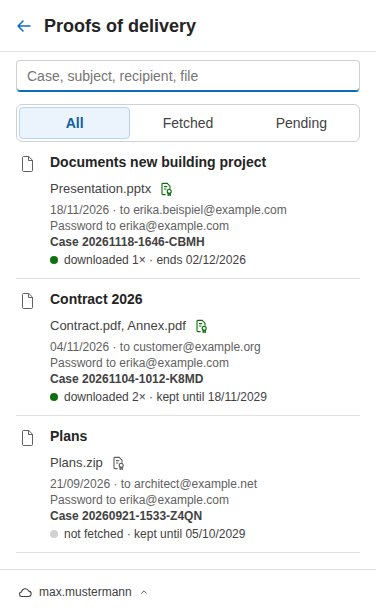 Proofs of delivery
Case, subject, recipient, file
All
Fetched
Pending
Documents new building project
Presentation.pptx
18/11/2026 · to erika.beispiel@example.com
Password to erika@example.com
Case 20261118-1646-CBMH
downloaded 1× · ends 02/12/2026
Contract 2026
Contract.pdf, Annex.pdf
04/11/2026 · to customer@example.org
Password to erika@example.com
Case 20261104-1012-K8MD
downloaded 2× · kept until 18/11/2029
Plans
Plans.zip
21/09/2026 · to architect@example.net
Password to erika@example.com
Case 20260921-1533-Z4QN
not fetched · kept until 05/10/2029
max.mustermann